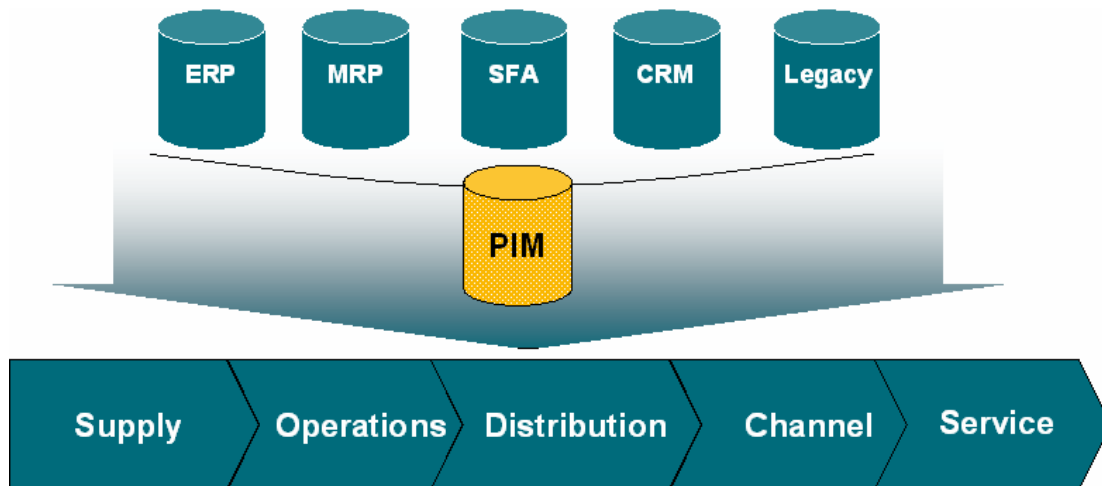 ERP
MRP
SFA
CRM
Legacy
PIM
Supply
Operations
Distribution
Channel
Service